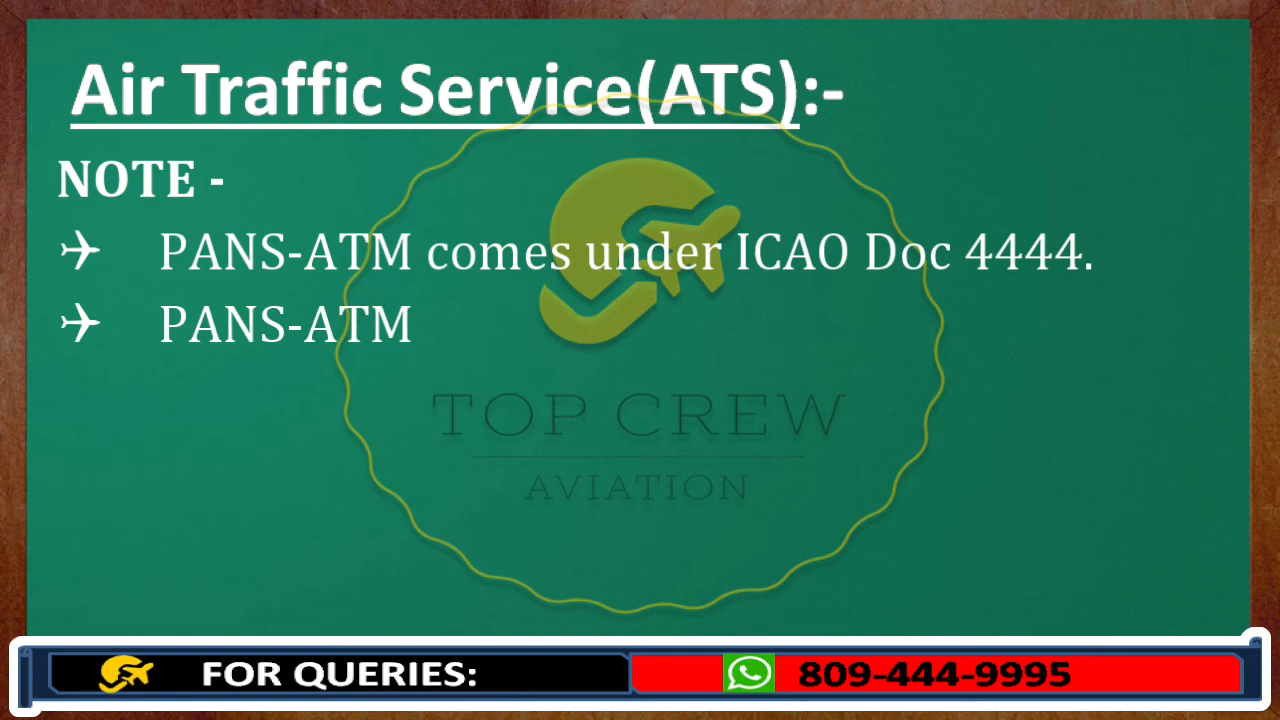 Air Traffic Service(ATS):-
NOTE -
✈ PANS-ATM comes under ICAO Doc 4444.
✈ PANS-ATM
TOP CREW
AVIATION
FOR QUERIES: 809-444-9995